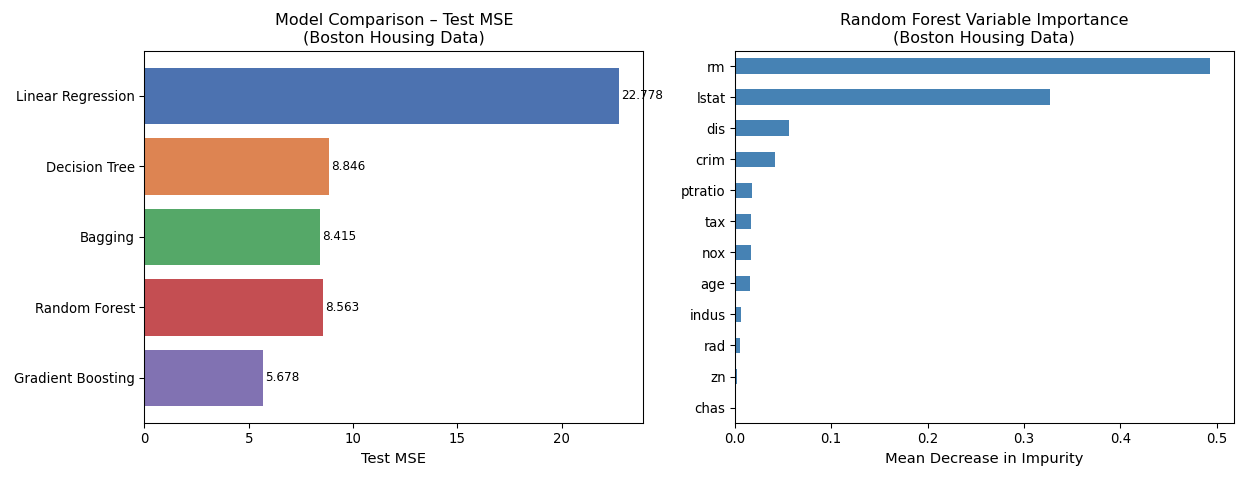 Model Comparison – Test MSE
(Boston Housing Data)
Linear Regression
22.778
Decision Tree
8.846
Bagging
8.415
Random Forest
8.563
Gradient Boosting
5.678
0 5 10 15 20
Test MSE
Random Forest Variable Importance
(Boston Housing Data)
rm
lstat
dis
crim
ptratio
tax
nox
age
indus
rad
zn
chas
0.0 0.1 0.2 0.3 0.4 0.5
Mean Decrease in Impurity